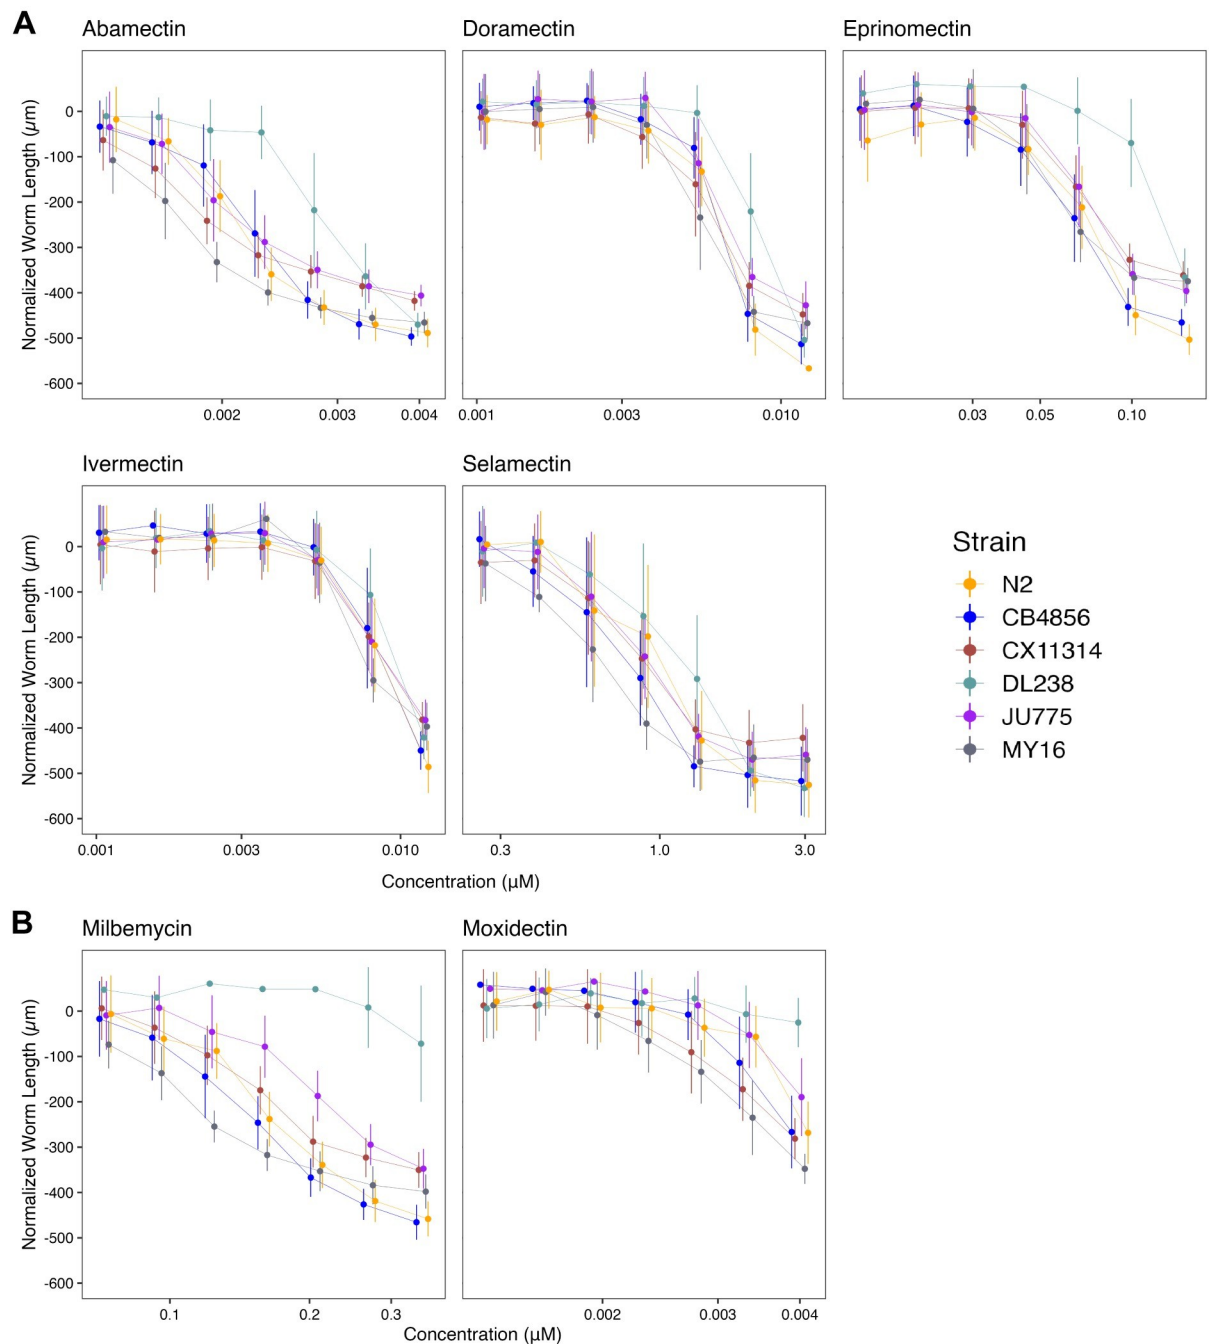 A
Abamectin
Doramectin
Eprinomectin
Normalized Worm Length (µm)
0
-100
-200
-300
-400
-500
-600
0.002
0.003
0.004
0.001
0.003
0.010
0.03
0.05
0.10
Ivermectin
Selamectin
Normalized Worm Length (µm)
0
-100
-200
-300
-400
-500
-600
0.001
0.003
0.010
0.3
1.0
3.0
Concentration (µM)
Strain
N2
CB4856
CX11314
DL238
JU775
MY16
B
Milbemycin
Moxidectin
Normalized Worm Length (µm)
0
-100
-200
-300
-400
-500
-600
0.1
0.2
0.3
0.002
0.003
0.004
Concentration (µM)